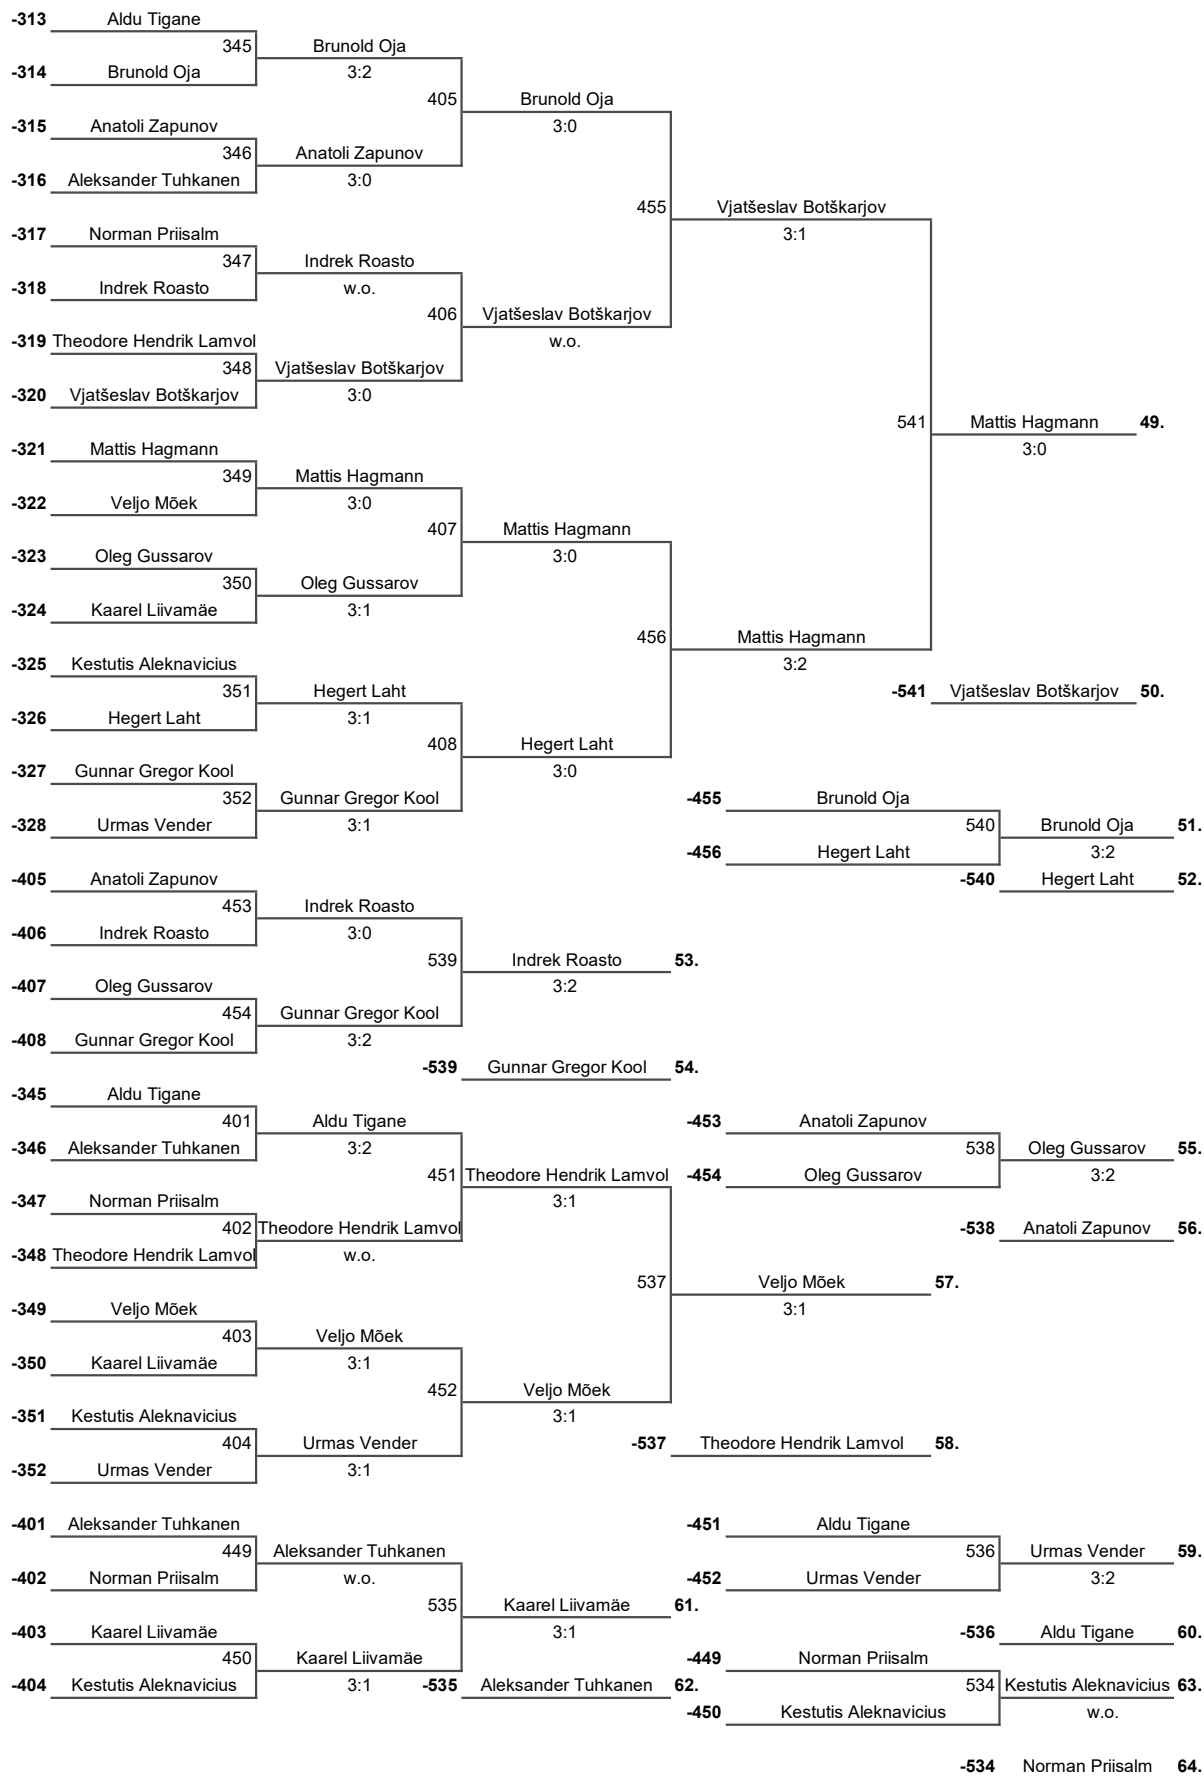 -313 Aldu Tigane
345 Brunold Oja
-314 Brunold Oja 3:2
405 Brunold Oja
-315 Anatoli Zapunov 3:0
346 Anatoli Zapunov
-316 Aleksander Tuhkanen 3:0
455 Vjatšeslav Botškarjov
-317 Norman Priisalm 3:1
347 Indrek Roasto
-318 Indrek Roasto w.o.
406 Vjatšeslav Botškarjov
-319 Theodore Hendrik Lamvol w.o.
348 Vjatšeslav Botškarjov
-320 Vjatšeslav Botškarjov 3:0
541 Mattis Hagmann 49.
-321 Mattis Hagmann 3:0
349 Mattis Hagmann
-322 Veljo Mõek 3:0
407 Mattis Hagmann
-323 Oleg Gussarov 3:0
350 Oleg Gussarov
-324 Kaarel Liivamäe 3:1
456 Mattis Hagmann
-325 Kestutis Aleknavicius 3:2
351 Hegert Laht -541 Vjatšeslav Botškarjov 50.
-326 Hegert Laht 3:1
408 Hegert Laht
-327 Gunnar Gregor Kool 3:0
352 Gunnar Gregor Kool -455 Brunold Oja
-328 Urmas Vender 3:1 540 Brunold Oja 51.
-456 Hegert Laht 3:2
-405 Anatoli Zapunov -540 Hegert Laht 52.
453 Indrek Roasto
-406 Indrek Roasto 3:0
539 Indrek Roasto 53.
-407 Oleg Gussarov 3:2
454 Gunnar Gregor Kool
-408 Gunnar Gregor Kool 3:2
-539 Gunnar Gregor Kool 54.
-345 Aldu Tigane
401 Aldu Tigane -453 Anatoli Zapunov
-346 Aleksander Tuhkanen 3:2 538 Oleg Gussarov 55.
451 Theodore Hendrik Lamvol -454 Oleg Gussarov 3:2
-347 Norman Priisalm 3:1
402 Theodore Hendrik Lamvol -538 Anatoli Zapunov 56.
-348 Theodore Hendrik Lamvol w.o.
537 Veljo Mõek 57.
-349 Veljo Mõek 3:1
403 Veljo Mõek
-350 Kaarel Liivamäe 3:1
452 Veljo Mõek
-351 Kestutis Aleknavicius 3:1
404 Urmas Vender -537 Theodore Hendrik Lamvol 58.
-352 Urmas Vender 3:1
-401 Aleksander Tuhkanen -451 Aldu Tigane
449 Aleksander Tuhkanen 536 Urmas Vender 59.
-402 Norman Priisalm w.o. -452 Urmas Vender 3:2
535 Kaarel Liivamäe 61.
-403 Kaarel Liivamäe 3:1 -536 Aldu Tigane 60.
450 Kaarel Liivamäe -449 Norman Priisalm
-404 Kestutis Aleknavicius 3:1 -535 Aleksander Tuhkanen 62. 534 Kestutis Aleknavicius 63.
-450 Kestutis Aleknavicius w.o.
-534 Norman Priisalm 64.